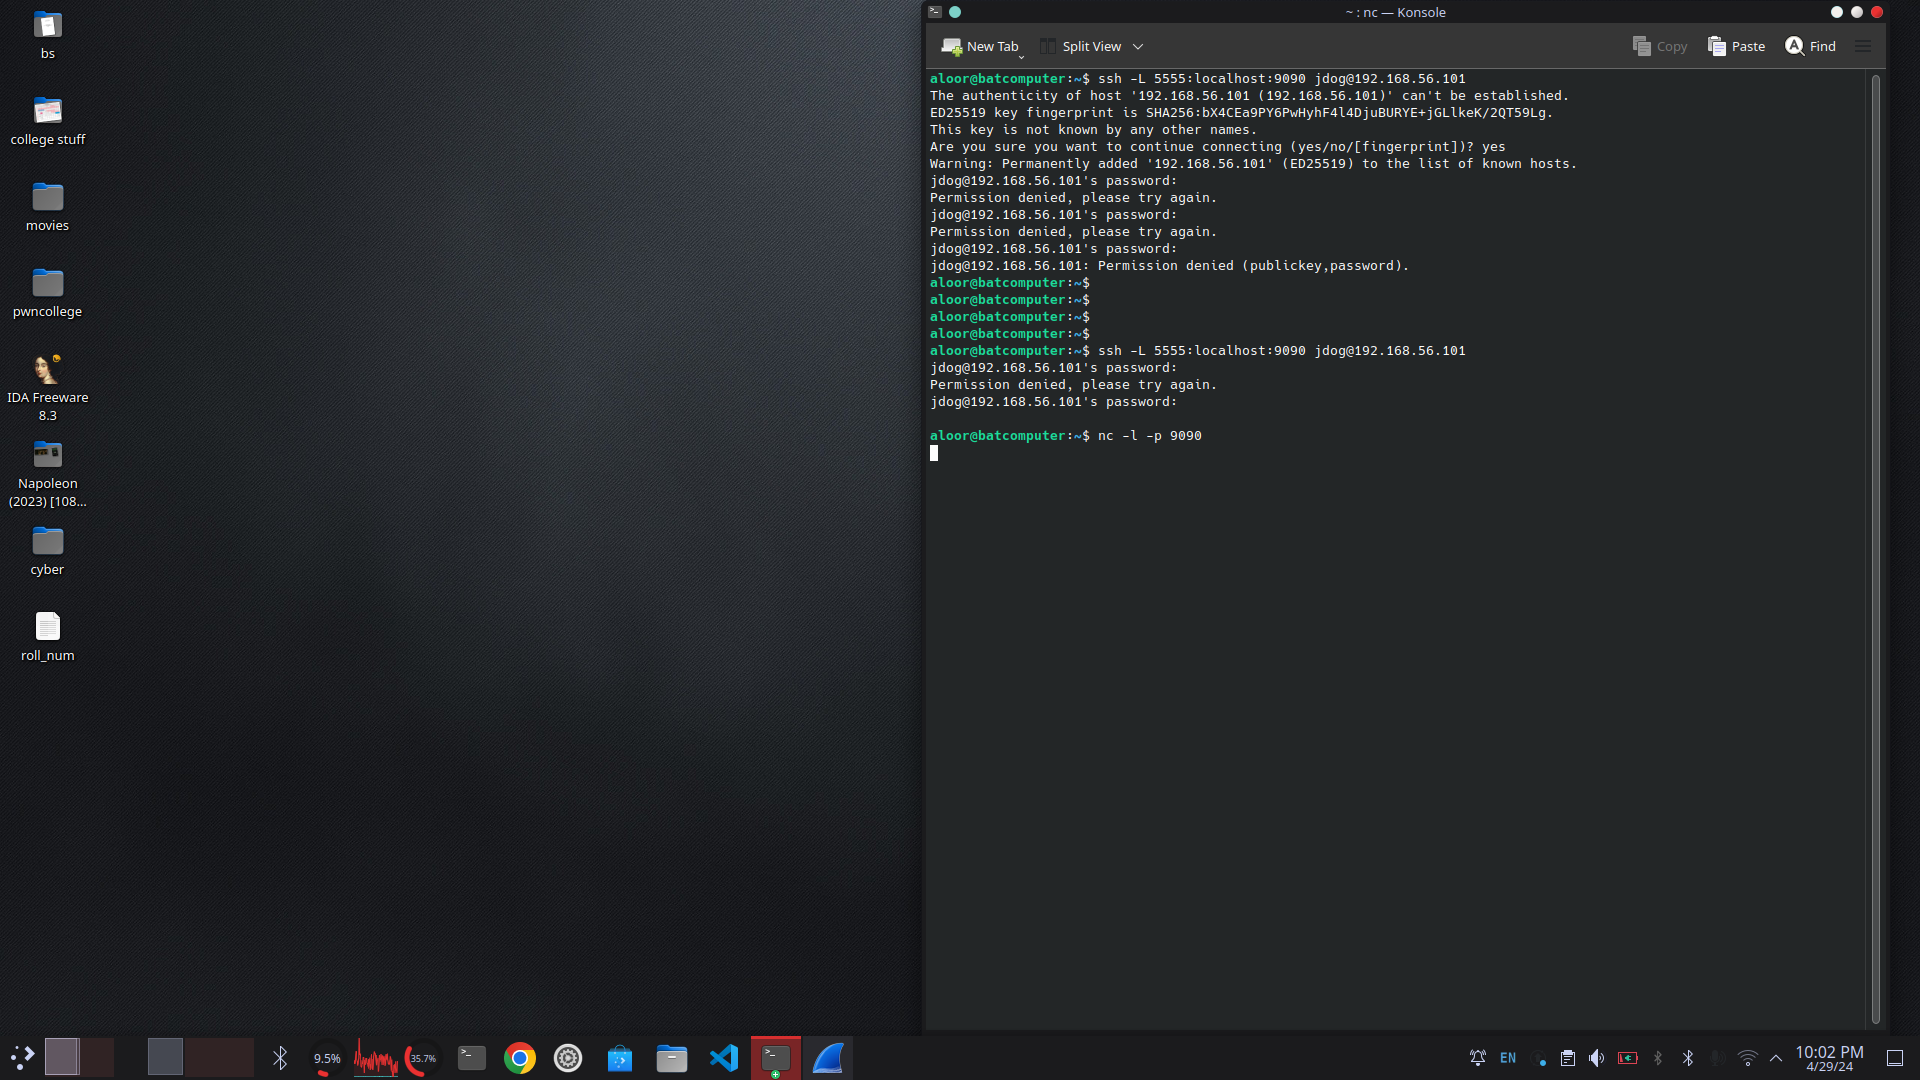 bs
college stuff
movies
pwncollege
IDA Freeware
8.3
Napoleon
(2023) [108...
cyber
roll_num
~ : nc — Konsole
New Tab
Split View
Copy
Paste
Find
aloor@batcomputer:~$ ssh -L 5555:localhost:9090 jdog@192.168.56.101
The authenticity of host '192.168.56.101 (192.168.56.101)' can't be established.
ED25519 key fingerprint is SHA256:bX4CEa9PY6PwHyhF4l4DjuBURYE+jGLlkeK/2QT59Lg.
This key is not known by any other names.
Are you sure you want to continue connecting (yes/no/[fingerprint])? yes
Warning: Permanently added '192.168.56.101' (ED25519) to the list of known hosts.
jdog@192.168.56.101's password:
Permission denied, please try again.
jdog@192.168.56.101's password:
Permission denied, please try again.
jdog@192.168.56.101's password:
jdog@192.168.56.101: Permission denied (publickey,password).
aloor@batcomputer:~$
aloor@batcomputer:~$
aloor@batcomputer:~$
aloor@batcomputer:~$
aloor@batcomputer:~$ ssh -L 5555:localhost:9090 jdog@192.168.56.101
jdog@192.168.56.101's password:
Permission denied, please try again.
jdog@192.168.56.101's password:
aloor@batcomputer:~$ nc -l -p 9090
9.5%
35.7%
EN
10:02 PM
4/29/24